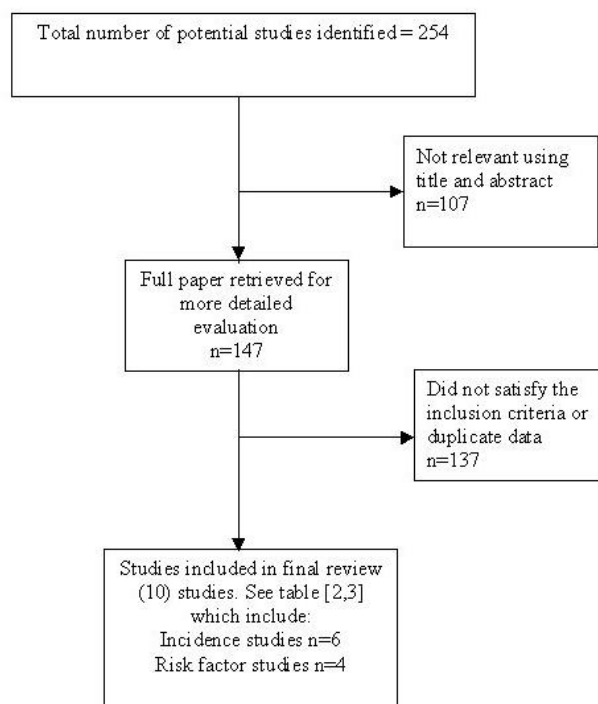 Total number of potential studies identified = 254
Not relevant using
title and abstract
n=107
Full paper retrieved for
more detailed
evaluation
n=147
Did not satisfy the
inclusion criteria or
duplicate data
n=137
Studies included in final review
(10) studies. See table [2,3]
which include:
Incidence studies n=6
Risk factor studies n=4